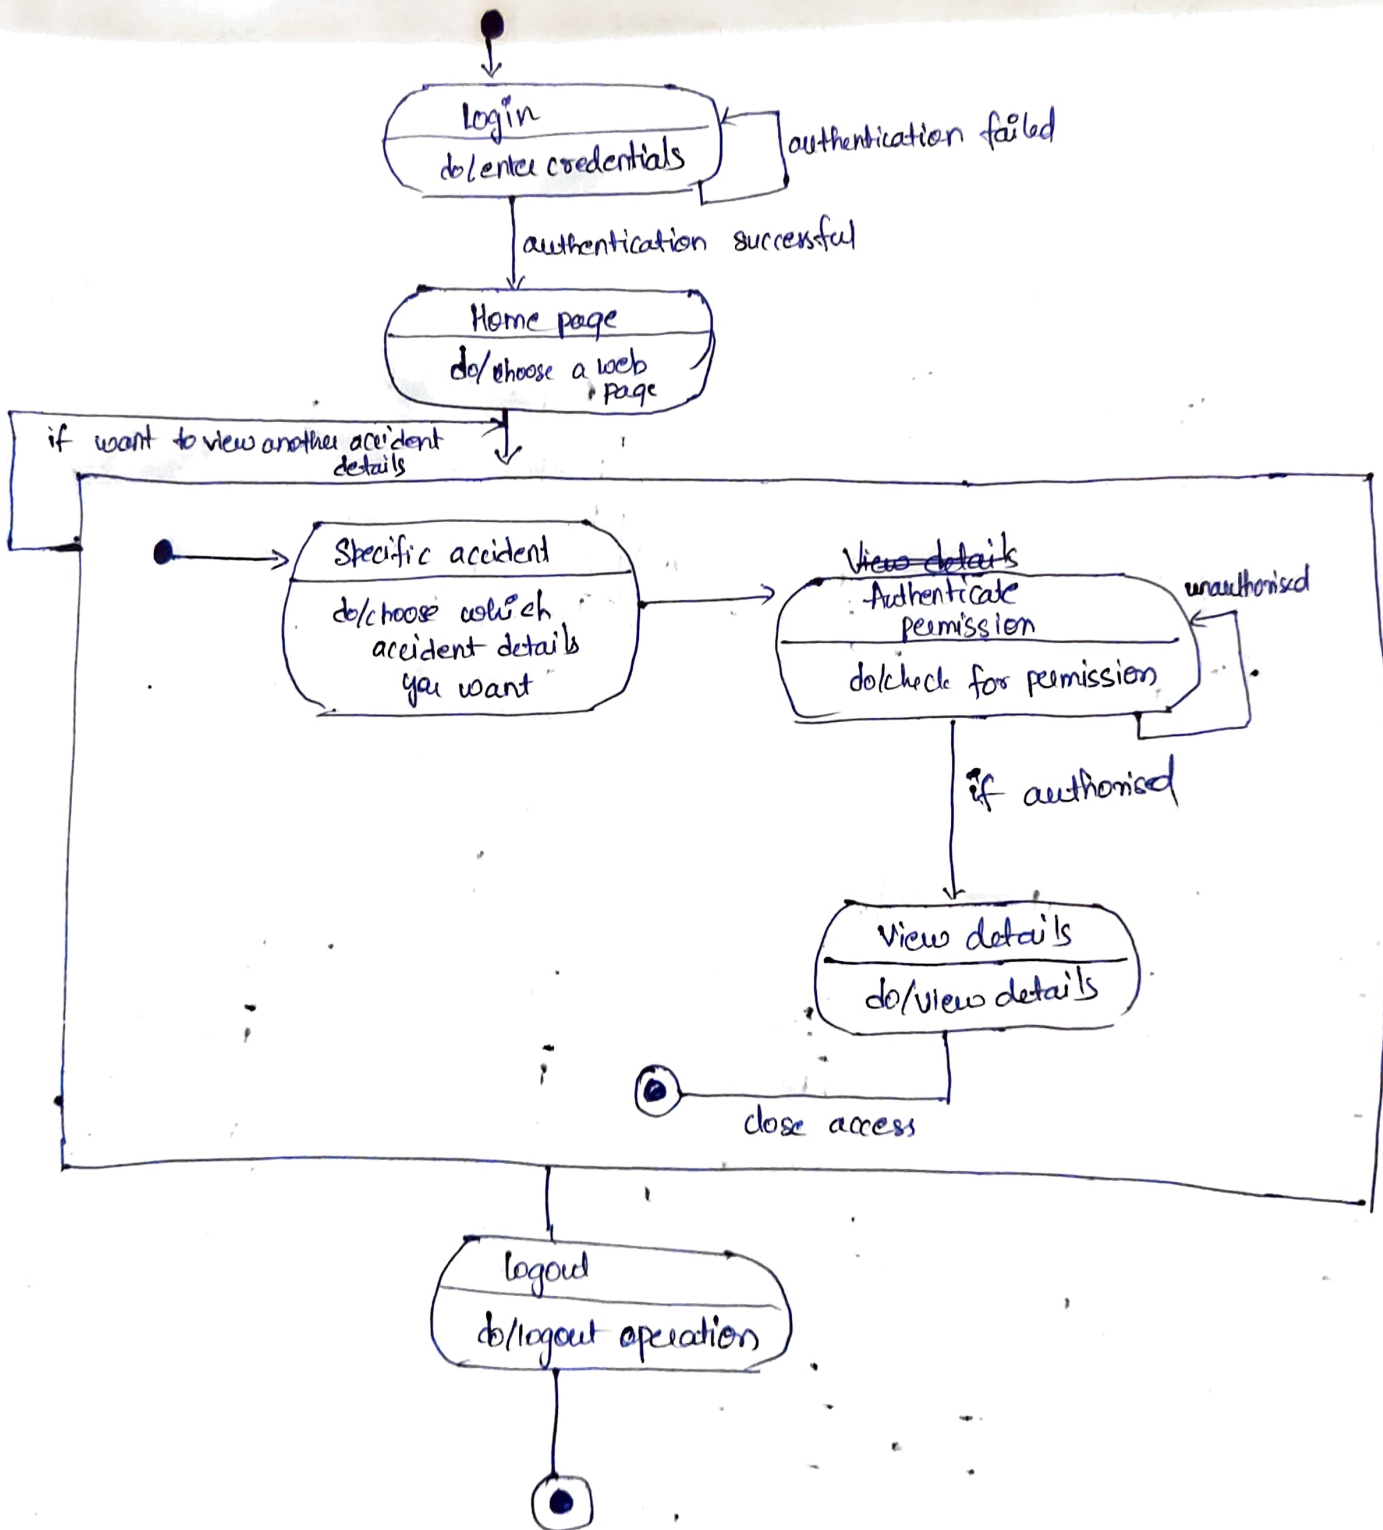 Login
do/enter credentials
authentication failed
authentication successful
Home page
do/choose a web
page
if want to view another accident
details
Specific accident
do/choose which
accident details
you want
View details
Authenticate
permission
do/check for permission
unauthorised
if authorised
View details
do/view details
close access
logout
do/logout operation